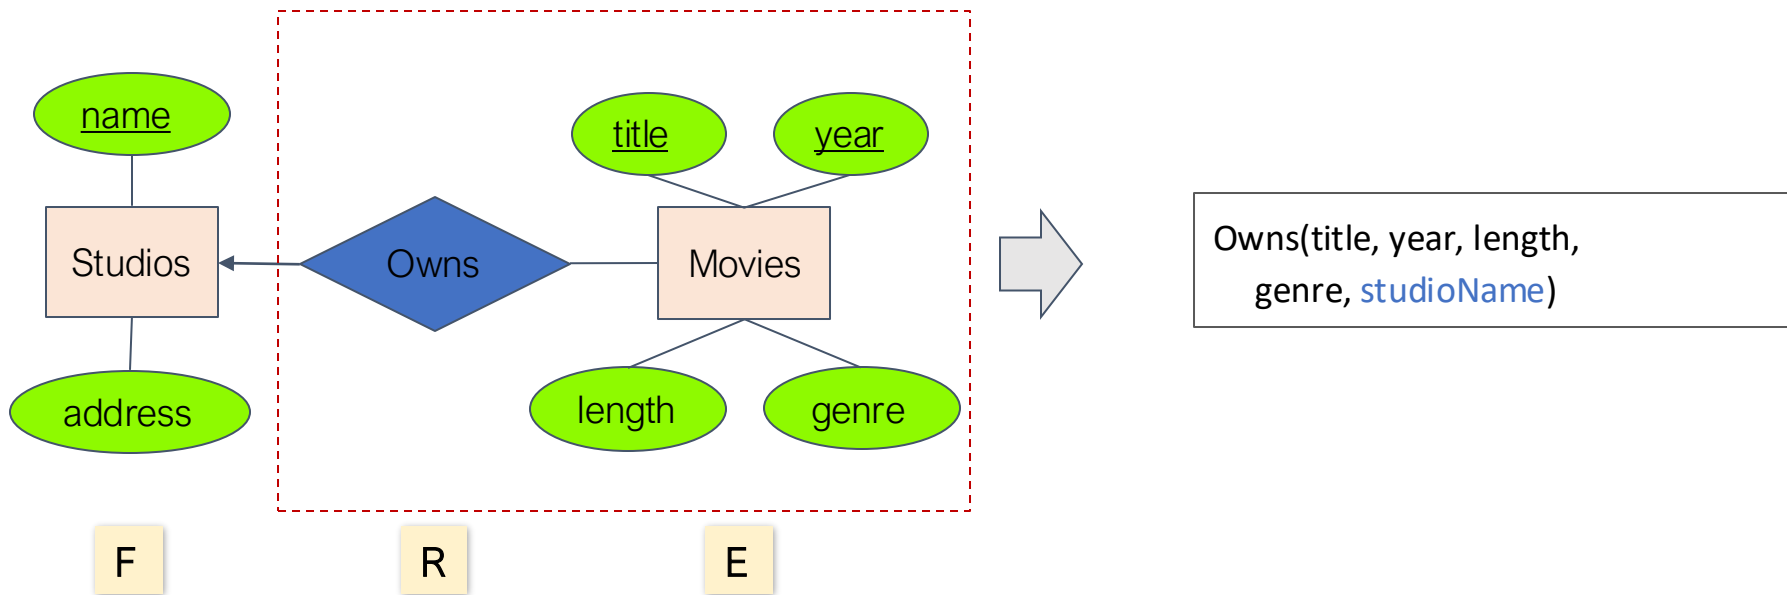 name
title
year
Studios
Owns
Movies
Owns(title, year, length,
genre, studioName)
address
length
genre
F
R
E